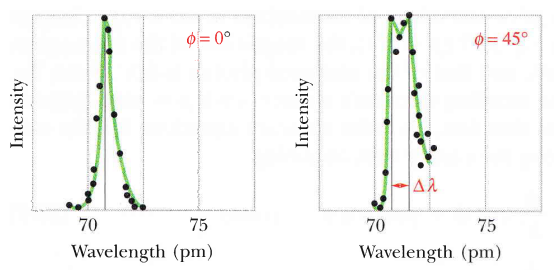 Intensity
ϕ = 0°
70 75
Wavelength (pm)
Intensity
ϕ = 45°
Δλ
70 75
Wavelength (pm)